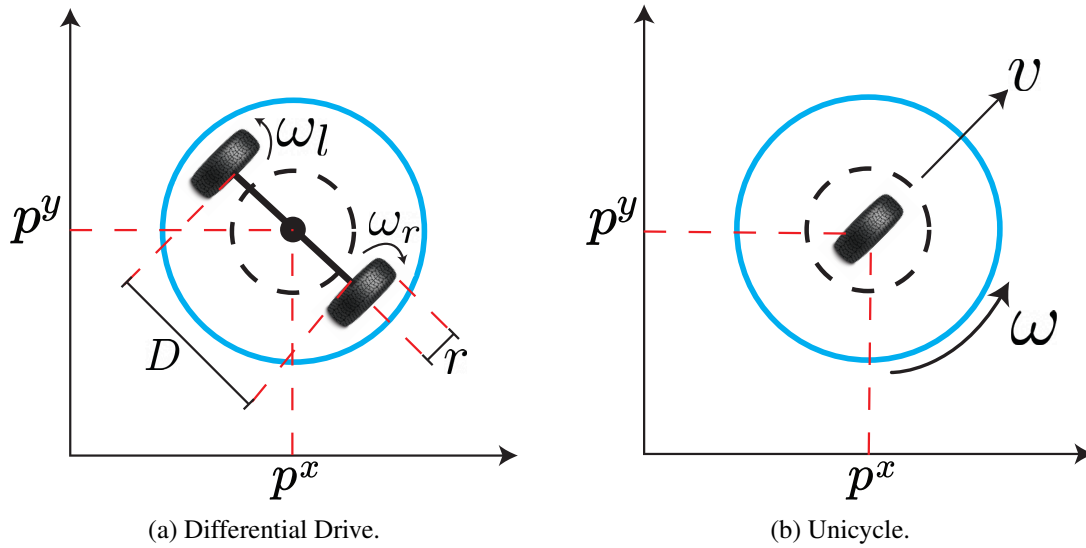 ω_l
p^y
ω_r
D
r
p^x
(a) Differential Drive.
υ
p^y
ω
p^x
(b) Unicycle.